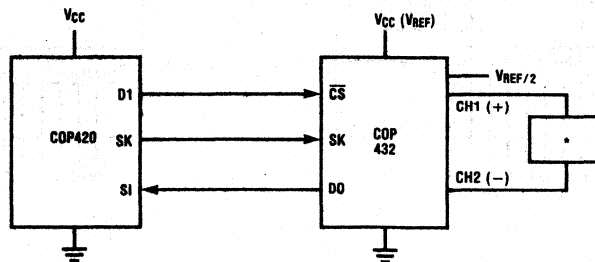 VCC
VCC (VREF)
VREF/2
D1
CS
CH1 (+)
COP420
SK
SK
COP
432
*
SI
DO
CH2 (−)